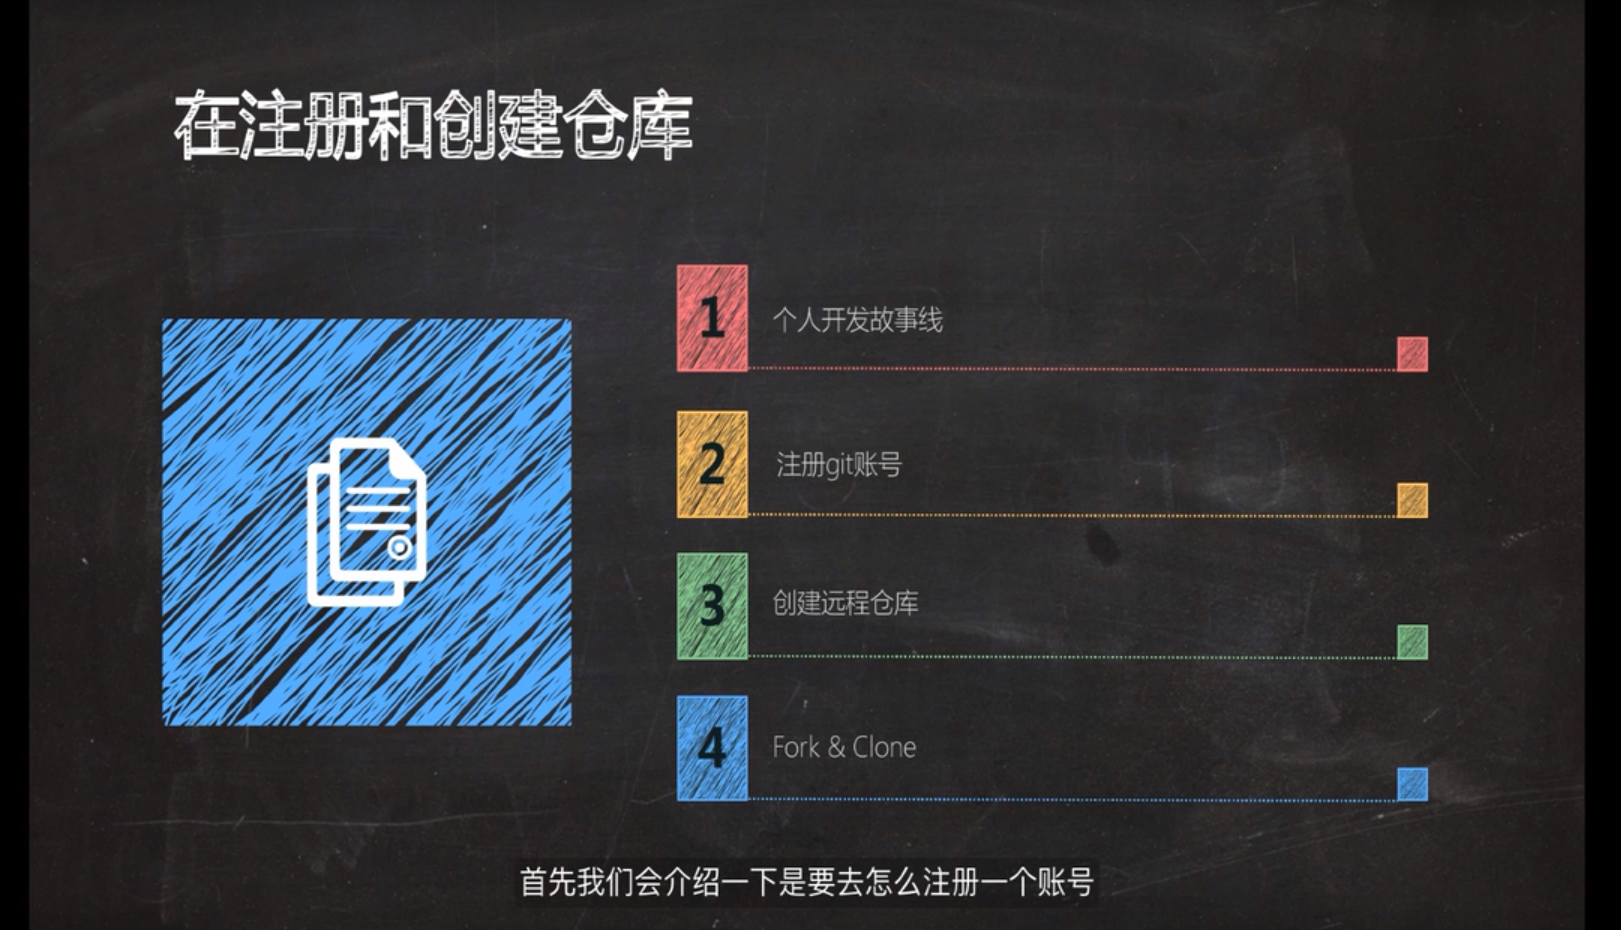 在注册和创建仓库
1
个人开发故事线
2
注册git账号
3
创建远程仓库
4
Fork & Clone
首先我们会介绍一下是要去怎么注册一个账号